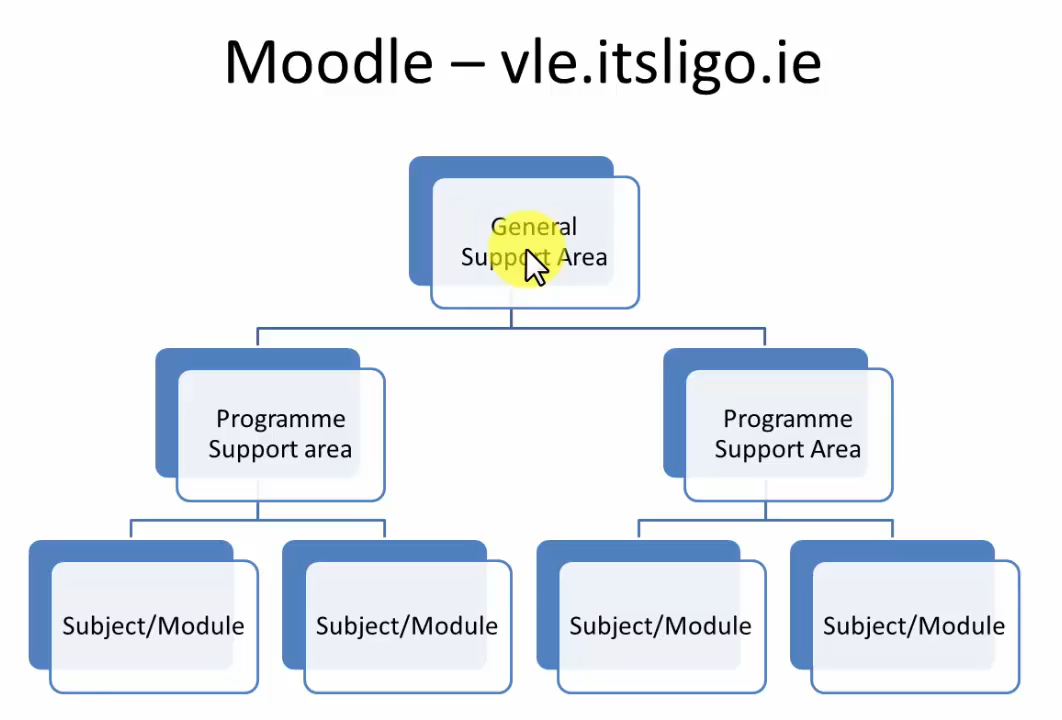 Moodle – vle.itsligo.ie
General
Support Area
Programme
Support area
Programme
Support Area
Subject/Module
Subject/Module
Subject/Module
Subject/Module